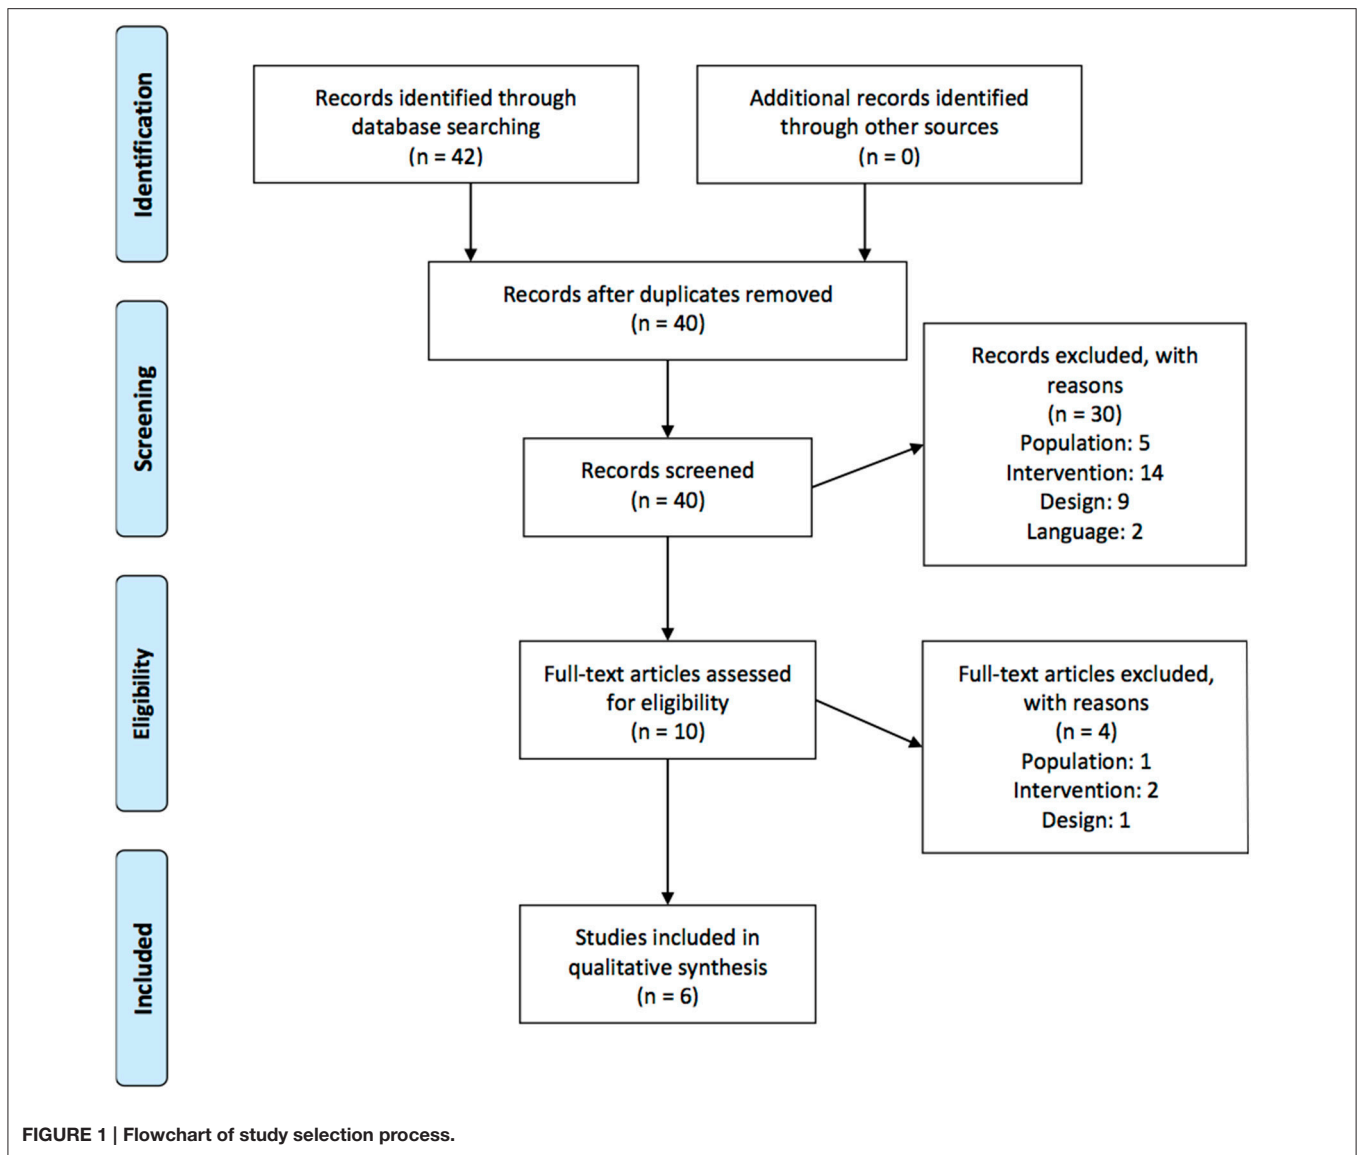 Identification
Records identified through
database searching
(n = 42)
Additional records identified
through other sources
(n = 0)
Records after duplicates removed
(n = 40)
Screening
Records screened
(n = 40)
Records excluded, with
reasons
(n = 30)
Population: 5
Intervention: 14
Design: 9
Language: 2
Eligibility
Full-text articles assessed
for eligibility
(n = 10)
Full-text articles excluded,
with reasons
(n = 4)
Population: 1
Intervention: 2
Design: 1
Included
Studies included in
qualitative synthesis
(n = 6)
FIGURE 1 | Flowchart of study selection process.